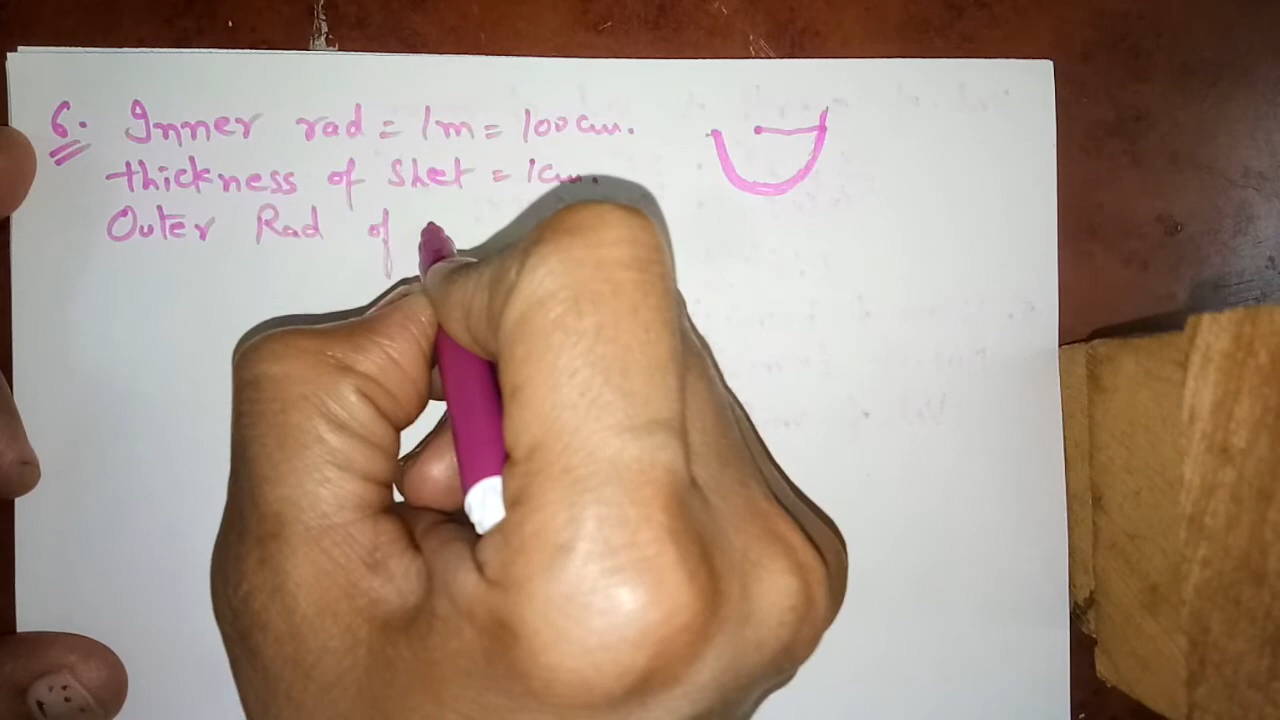 6. Inner rad = 1m = 100cm.
thickness of shet = 1cm.
Outer Rad of